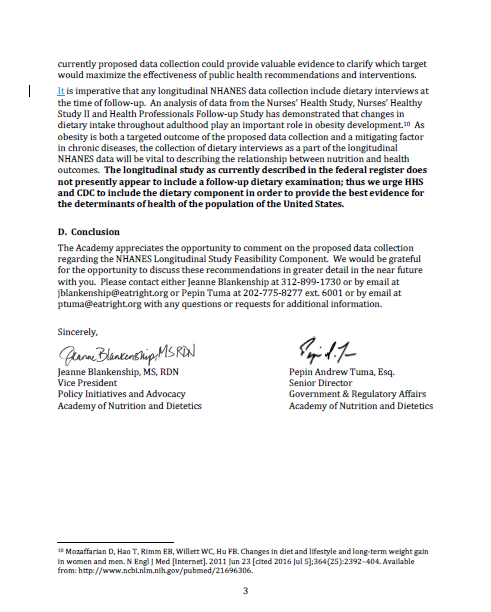 currently proposed data collection could provide valuable evidence to clarify which target
would maximize the effectiveness of public health recommendations and interventions.
It is imperative that any longitudinal NHANES data collection include dietary interviews at
the time of follow-up. An analysis of data from the Nurses' Health Study, Nurses' Healthy
Study II and Health Professionals Follow-up Study has demonstrated that changes in
dietary intake throughout adulthood play an important role in obesity development.¹⁰ As
obesity is both a targeted outcome of the proposed data collection and a mitigating factor
in chronic diseases, the collection of dietary interviews as a part of the longitudinal
NHANES data will be vital to describing the relationship between nutrition and health
outcomes. The longitudinal study as currently described in the federal register does
not presently appear to include a follow-up dietary examination; thus we urge HHS
and CDC to include the dietary component in order to provide the best evidence for
the determinants of health of the population of the United States.
D. Conclusion
The Academy appreciates the opportunity to comment on the proposed data collection
regarding the NHANES Longitudinal Study Feasibility Component. We would be grateful
for the opportunity to discuss these recommendations in greater detail in the near future
with you. Please contact either Jeanne Blankenship at 312-899-1730 or by email at
jblankenship@eatright.org or Pepin Tuma at 202-775-8277 ext. 6001 or by email at
ptuma@eatright.org with any questions or requests for additional information.
Sincerely,
Jeanne Blankenship, MS RDN
Jeanne Blankenship, MS, RDN Pepin Andrew Tuma, Esq.
Vice President Senior Director
Policy Initiatives and Advocacy Government & Regulatory Affairs
Academy of Nutrition and Dietetics Academy of Nutrition and Dietetics
¹⁰ Mozaffarian D, Hao T, Rimm EB, Willett WC, Hu FB. Changes in diet and lifestyle and long-term weight gain
in women and men. N Engl J Med [Internet]. 2011 Jun 23 [cited 2016 Jul 5];364(25):2392–404. Available
from: http://www.ncbi.nlm.nih.gov/pubmed/21696306.
3